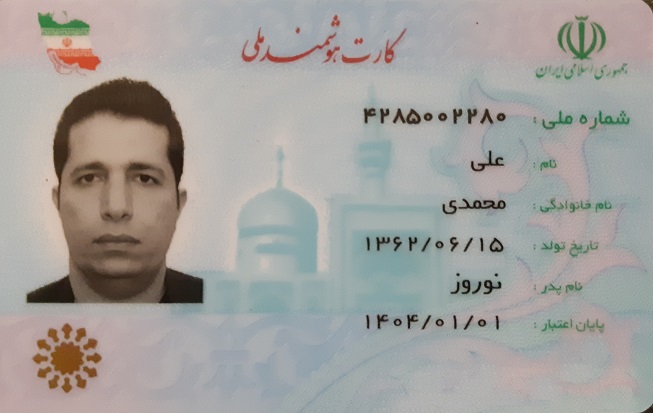 کارت هوشمند ملی
جمهوری اسلامی ایران
شماره ملی : ۴۲۸۵۰۰۲۲۸۰
نام : علی
نام خانوادگی : محمدی
تاریخ تولد : ۱۳۶۲/۰۶/۱۵
نام پدر : نوروز
پایان اعتبار : ۱۴۰۴/۰۱/۰۱